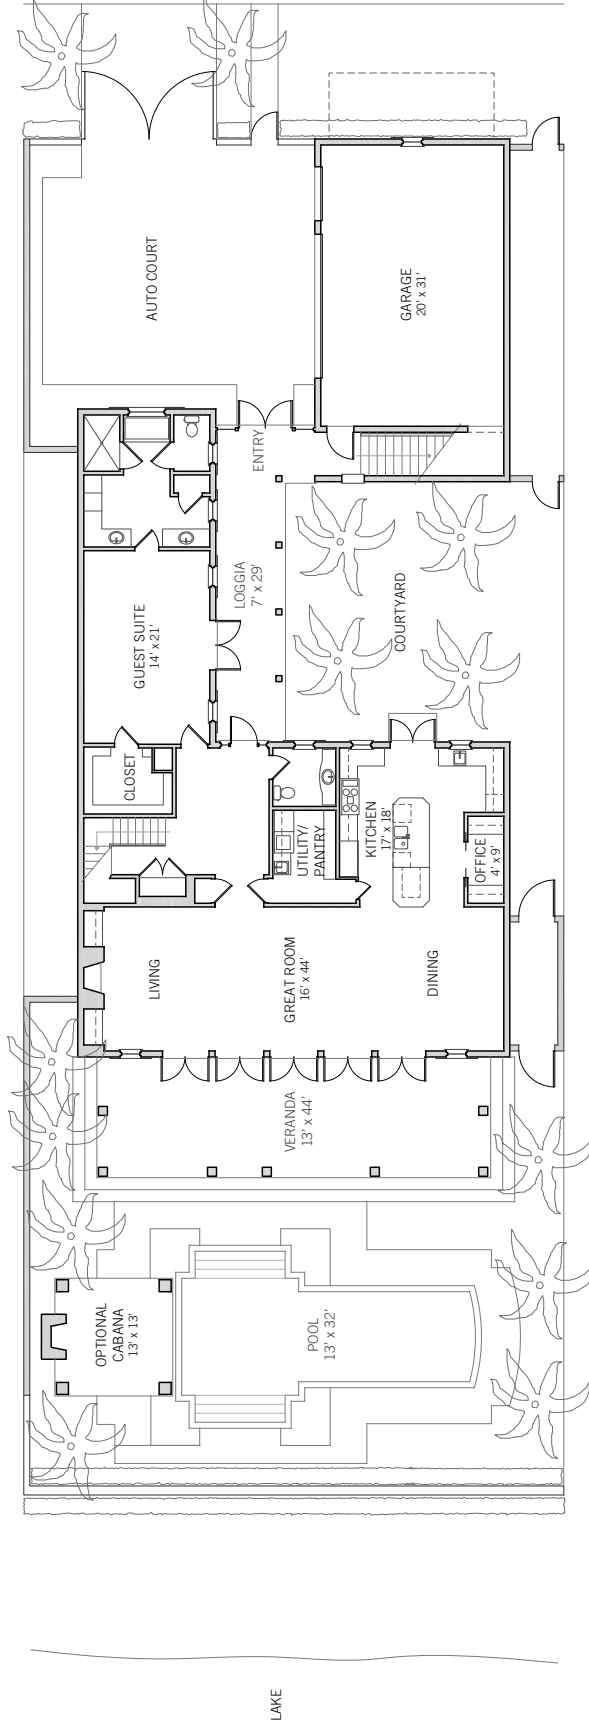 AUTO COURT
GARAGE
20' x 31'
ENTRY
LOGGIA
7' x 29'
COURTYARD
GUEST SUITE
14' x 21'
CLOSET
UTILITY/
PANTRY
KITCHEN
17' x 18'
OFFICE
4' x 9'
LIVING
GREAT ROOM
16' x 44'
DINING
VERANDA
13' x 44'
OPTIONAL
CABANA
13' x 13'
POOL
13' x 32'
LAKE